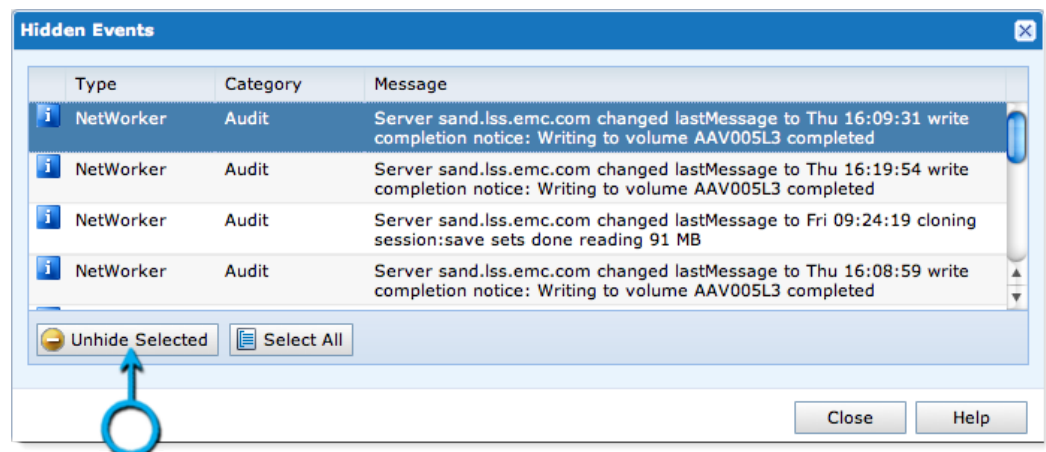 Hidden Events
Type Category Message
NetWorker Audit Server sand.lss.emc.com changed lastMessage to Thu 16:09:31 write
completion notice: Writing to volume AAV005L3 completed
NetWorker Audit Server sand.lss.emc.com changed lastMessage to Thu 16:19:54 write
completion notice: Writing to volume AAV005L3 completed
NetWorker Audit Server sand.lss.emc.com changed lastMessage to Fri 09:24:19 cloning
session:save sets done reading 91 MB
NetWorker Audit Server sand.lss.emc.com changed lastMessage to Thu 16:08:59 write
completion notice: Writing to volume AAV005L3 completed
Unhide Selected Select All
Close Help